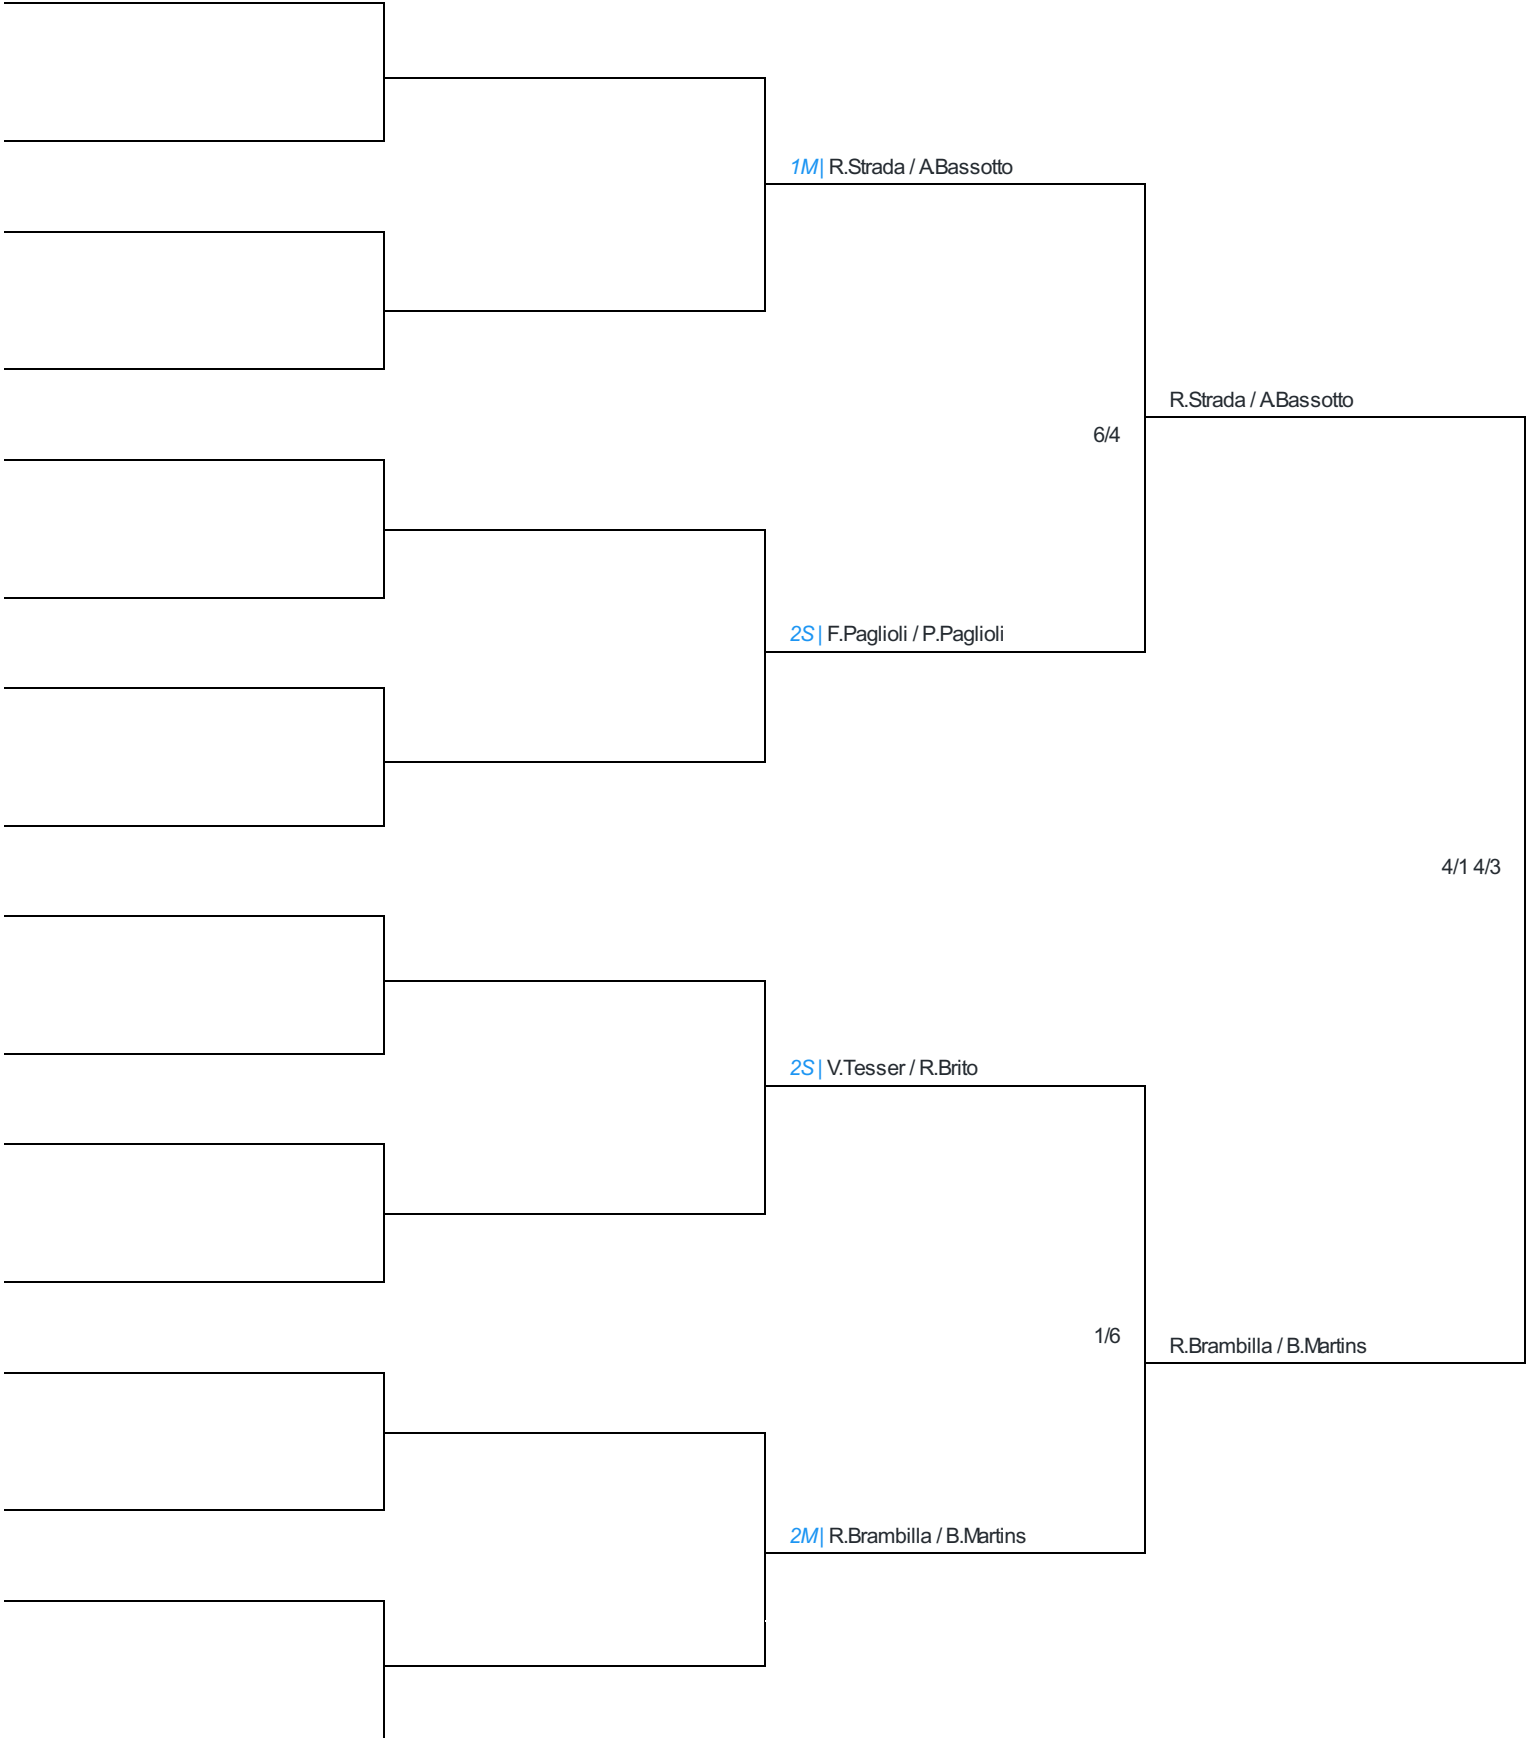 1M| R.Strada / A.Bassotto
R.Strada / A.Bassotto
6/4
2S| F.Paglioli / P.Paglioli
4/1 4/3
2S| V.Tesser / R.Brito
1/6
R.Brambilla / B.Martins
2M| R.Brambilla / B.Martins